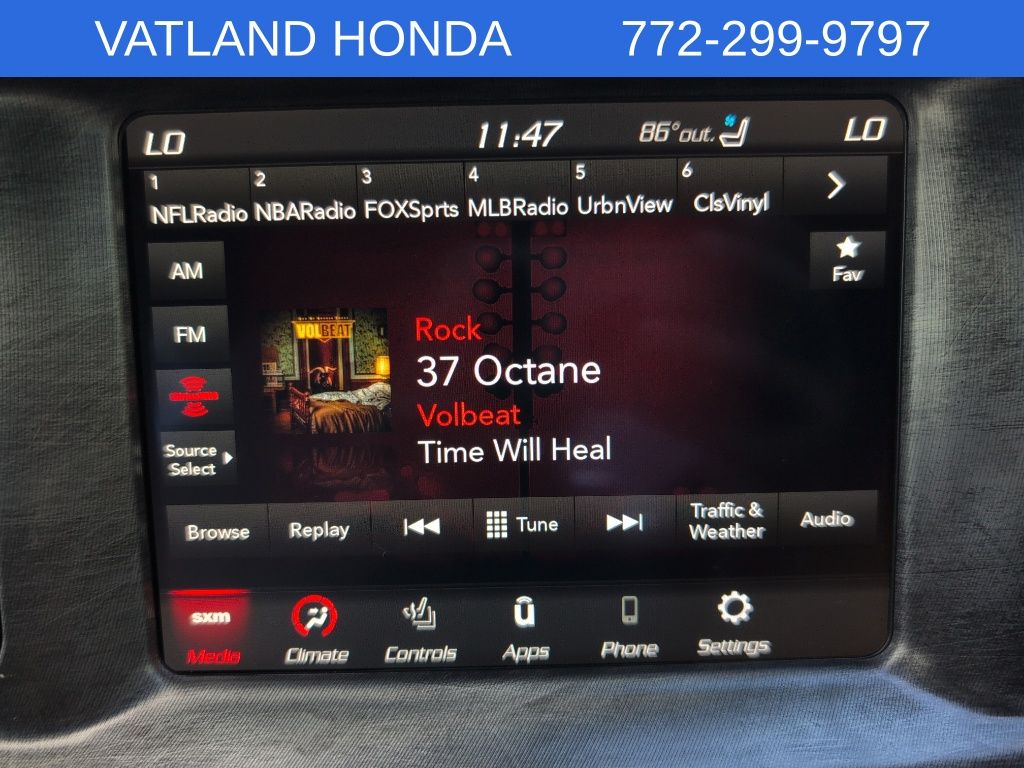 VATLAND HONDA 772-299-9797
LO 11:47 86°out. LO
1 2 3 4 5 6
NFLRadio NBARadio FOXSprts MLBRadio UrbnView ClsVinyl
AM
Fav
FM
VOLBEAT
Rock
37 Octane
Volbeat
Time Will Heal
Source
Select
Browse Replay Tune Traffic &
Weather Audio
sxm
Media Climate Controls Apps Phone Settings